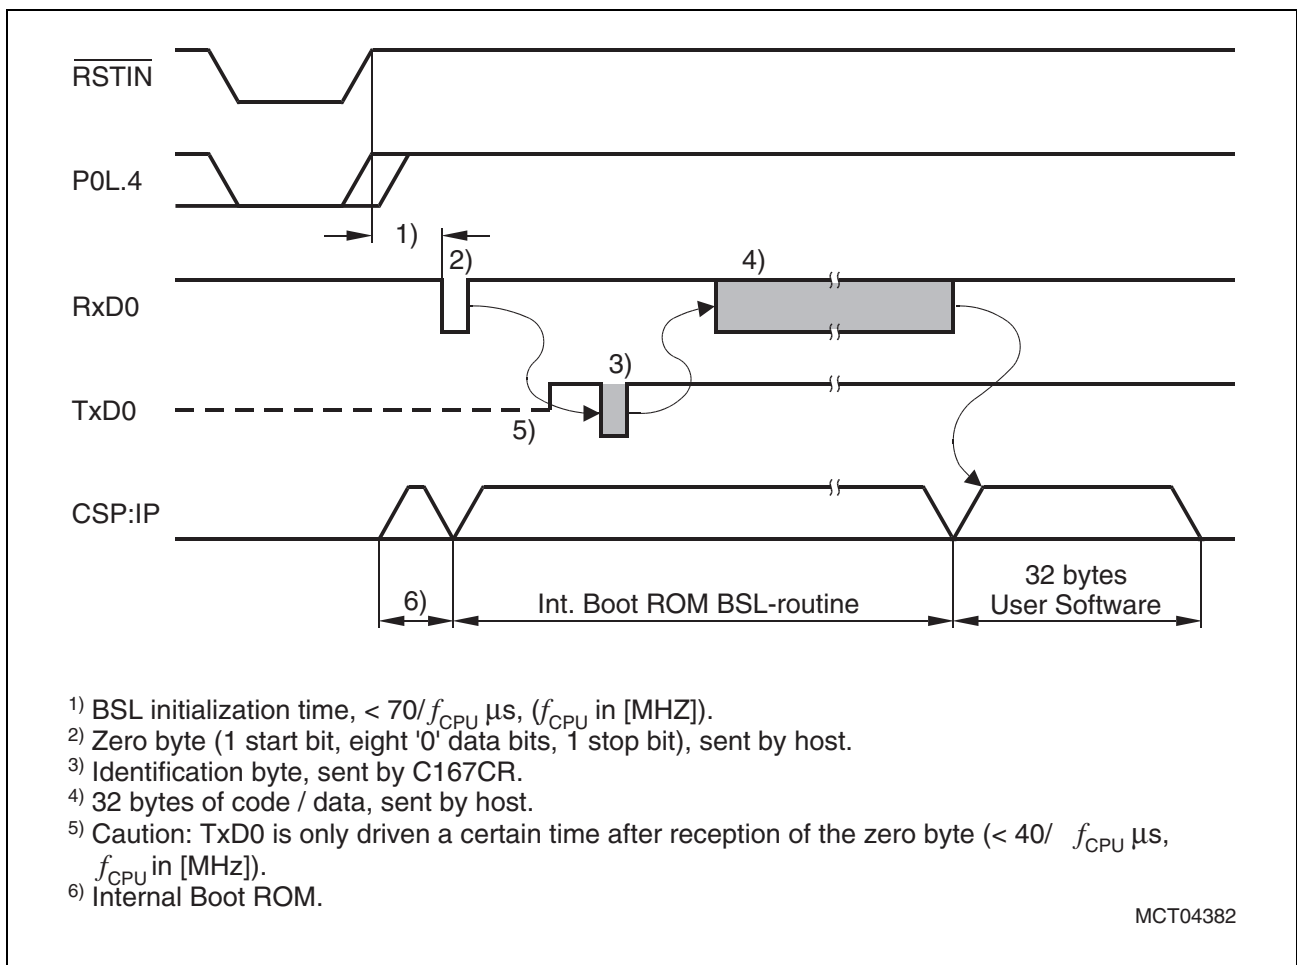 RSTIN
P0L.4
1)
2)
4)
RxD0
3)
TxD0
5)
CSP:IP
6)
Int. Boot ROM BSL-routine
32 bytes
User Software
1) BSL initialization time, < 70/fCPU μs, (fCPU in [MHZ]).
2) Zero byte (1 start bit, eight '0' data bits, 1 stop bit), sent by host.
3) Identification byte, sent by C167CR.
4) 32 bytes of code / data, sent by host.
5) Caution: TxD0 is only driven a certain time after reception of the zero byte (< 40/ fCPU μs,
fCPU in [MHz]).
6) Internal Boot ROM.
MCT04382